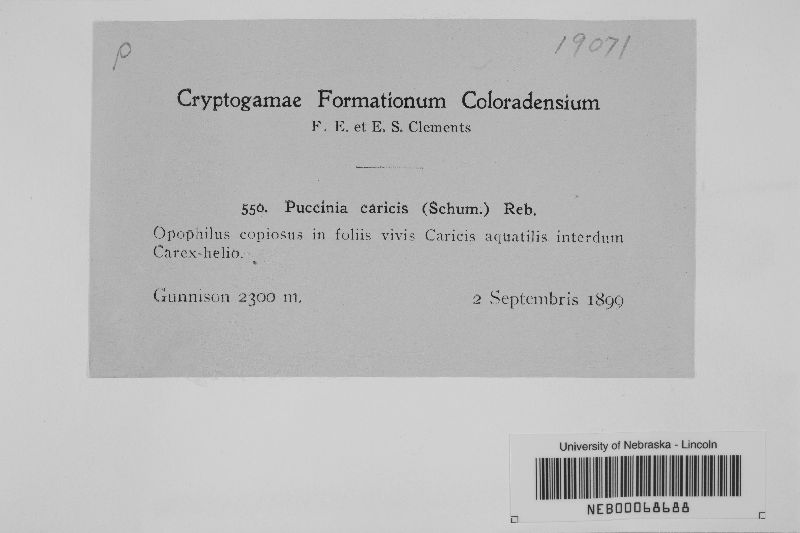 ρ
19071
Cryptogamae Formationum Coloradensium
F. E. et E. S. Clements
550. Puccinia caricis (Schum.) Reb.
Opophilus copiosus in foliis vivis Caricis aquatilis interdum
Carex-helio.
Gunnison 2300 m. 2 Septembris 1899
University of Nebraska - Lincoln
NEB00068688